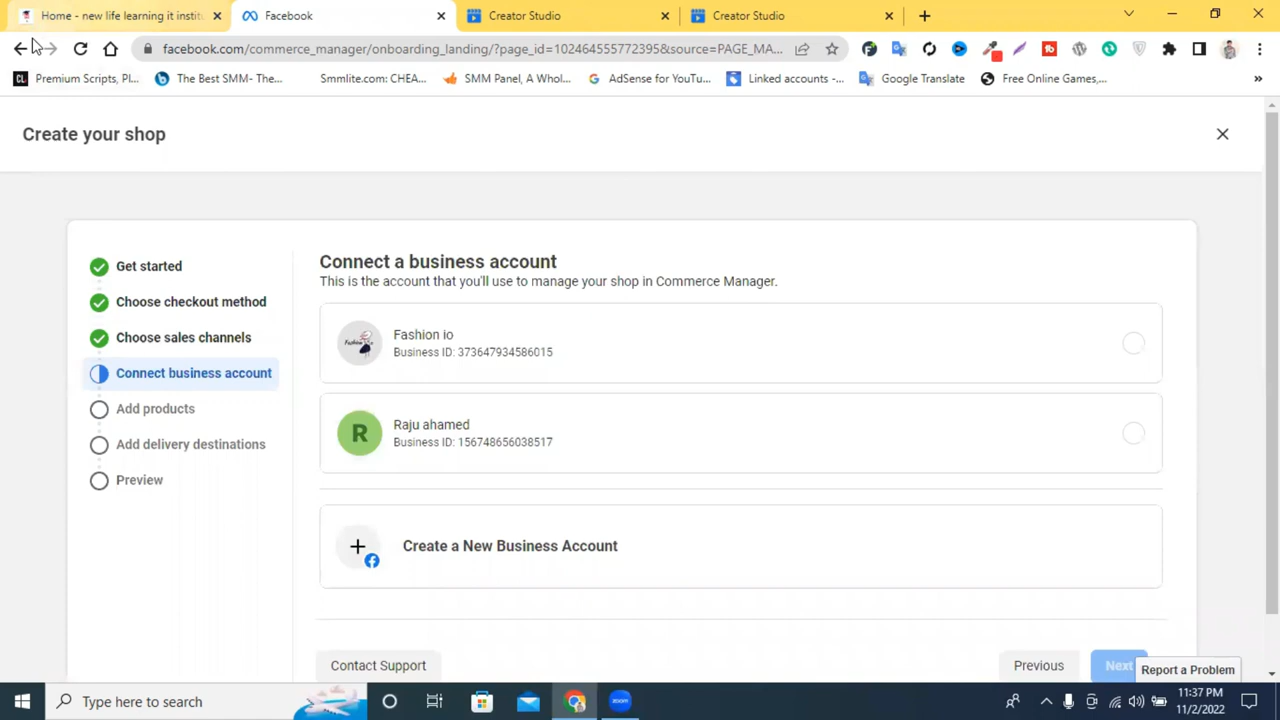 Home - new life learning it instit
Facebook
Creator Studio
Creator Studio
facebook.com/commerce_manager/onboarding_landing/?page_id=102464555772395&source=PAGE_MA...
Premium Scripts, Pl...
The Best SMM- The...
Smmlite.com: CHEA...
SMM Panel, A Whol...
AdSense for YouTu...
Linked accounts -...
Google Translate
Free Online Games,...
»
Create your shop
Get started
Choose checkout method
Choose sales channels
Connect business account
Add products
Add delivery destinations
Preview
Connect a business account
This is the account that you'll use to manage your shop in Commerce Manager.
Fashion io
Business ID: 373647934586015
R
Raju ahamed
Business ID: 156748656038517
Create a New Business Account
Contact Support
Previous
Next
Report a Problem
Type here to search
zoom
11:37 PM
11/2/2022